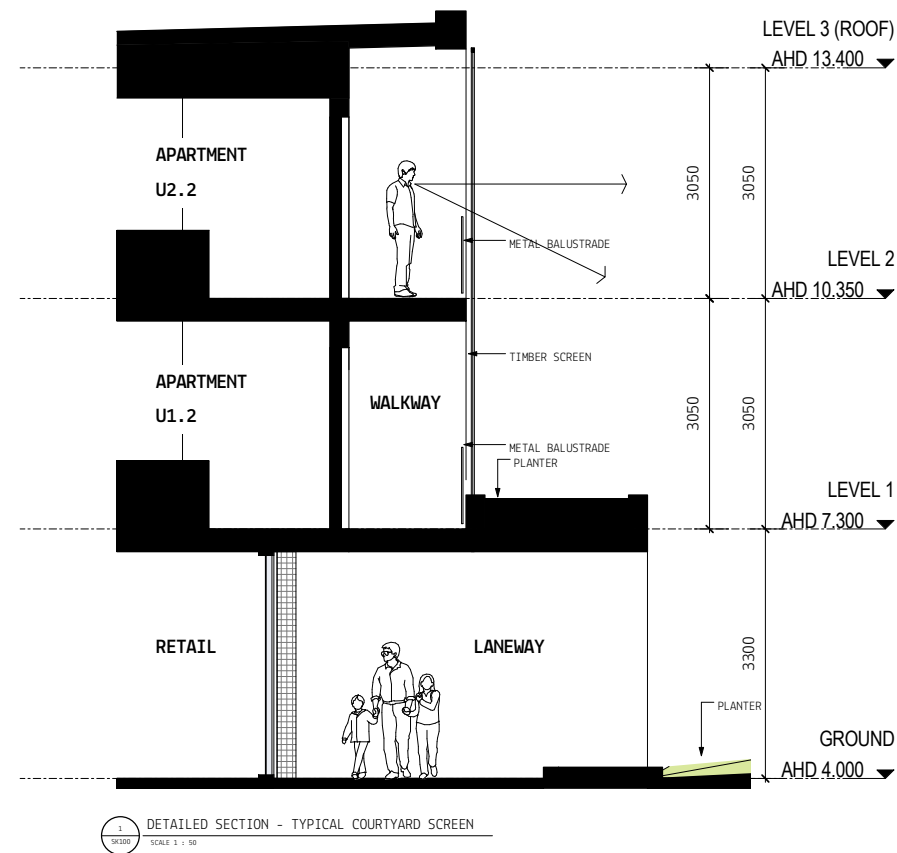 LEVEL 3 (ROOF)
AHD 13.400
APARTMENT
U2.2
3050
3050
METAL BALUSTRADE
LEVEL 2
AHD 10.350
TIMBER SCREEN
APARTMENT
U1.2
WALKWAY
3050
3050
METAL BALUSTRADE
PLANTER
LEVEL 1
AHD 7.300
RETAIL
LANEWAY
3300
PLANTER
GROUND
AHD 4.000
1
SK100
DETAILED SECTION - TYPICAL COURTYARD SCREEN
SCALE 1 : 50